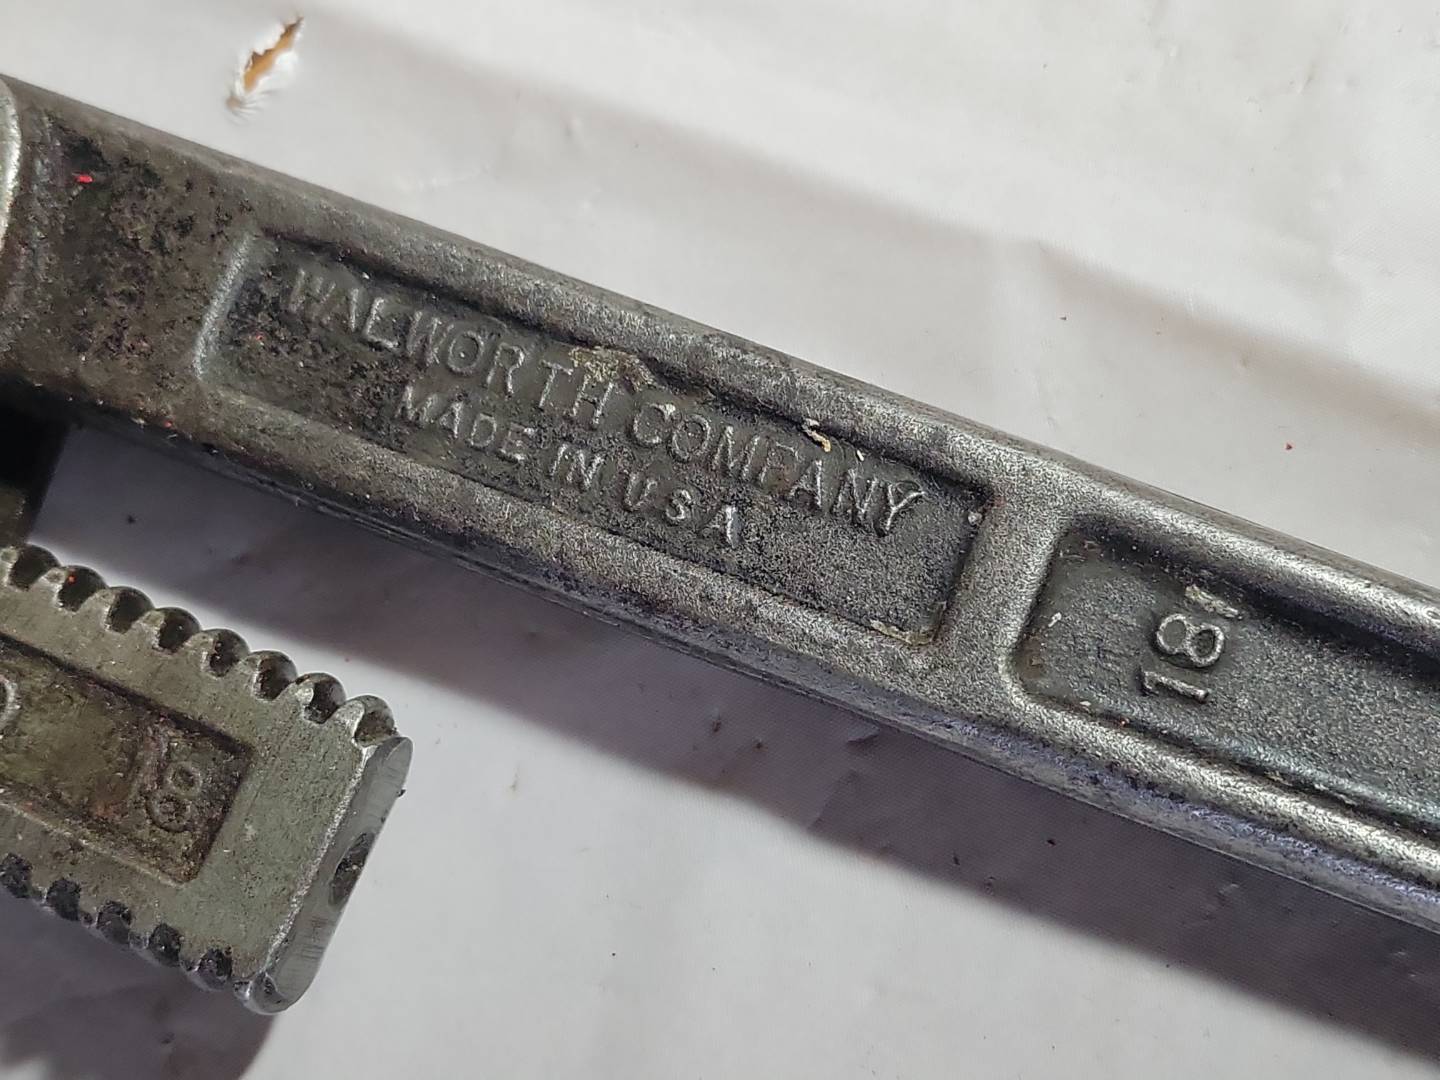 WALWORTH COMPANY
MADE IN U S A
18"
18